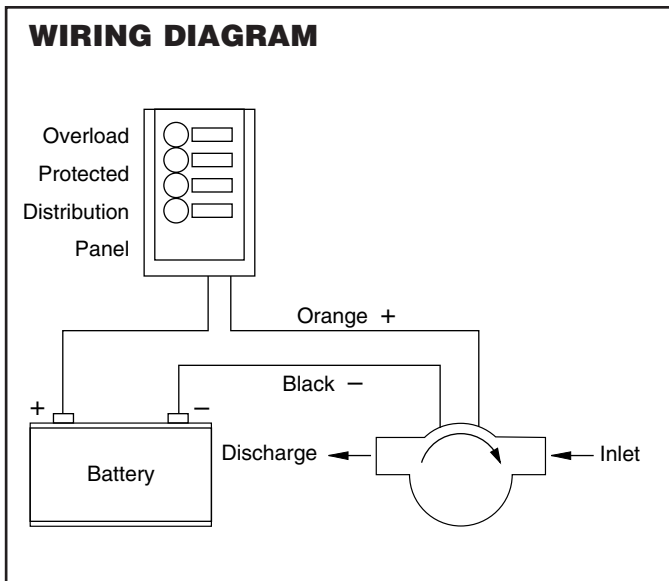 WIRING DIAGRAM
Overload
Protected
Distribution
Panel
Orange +
Black −
+
−
Battery
Discharge
Inlet